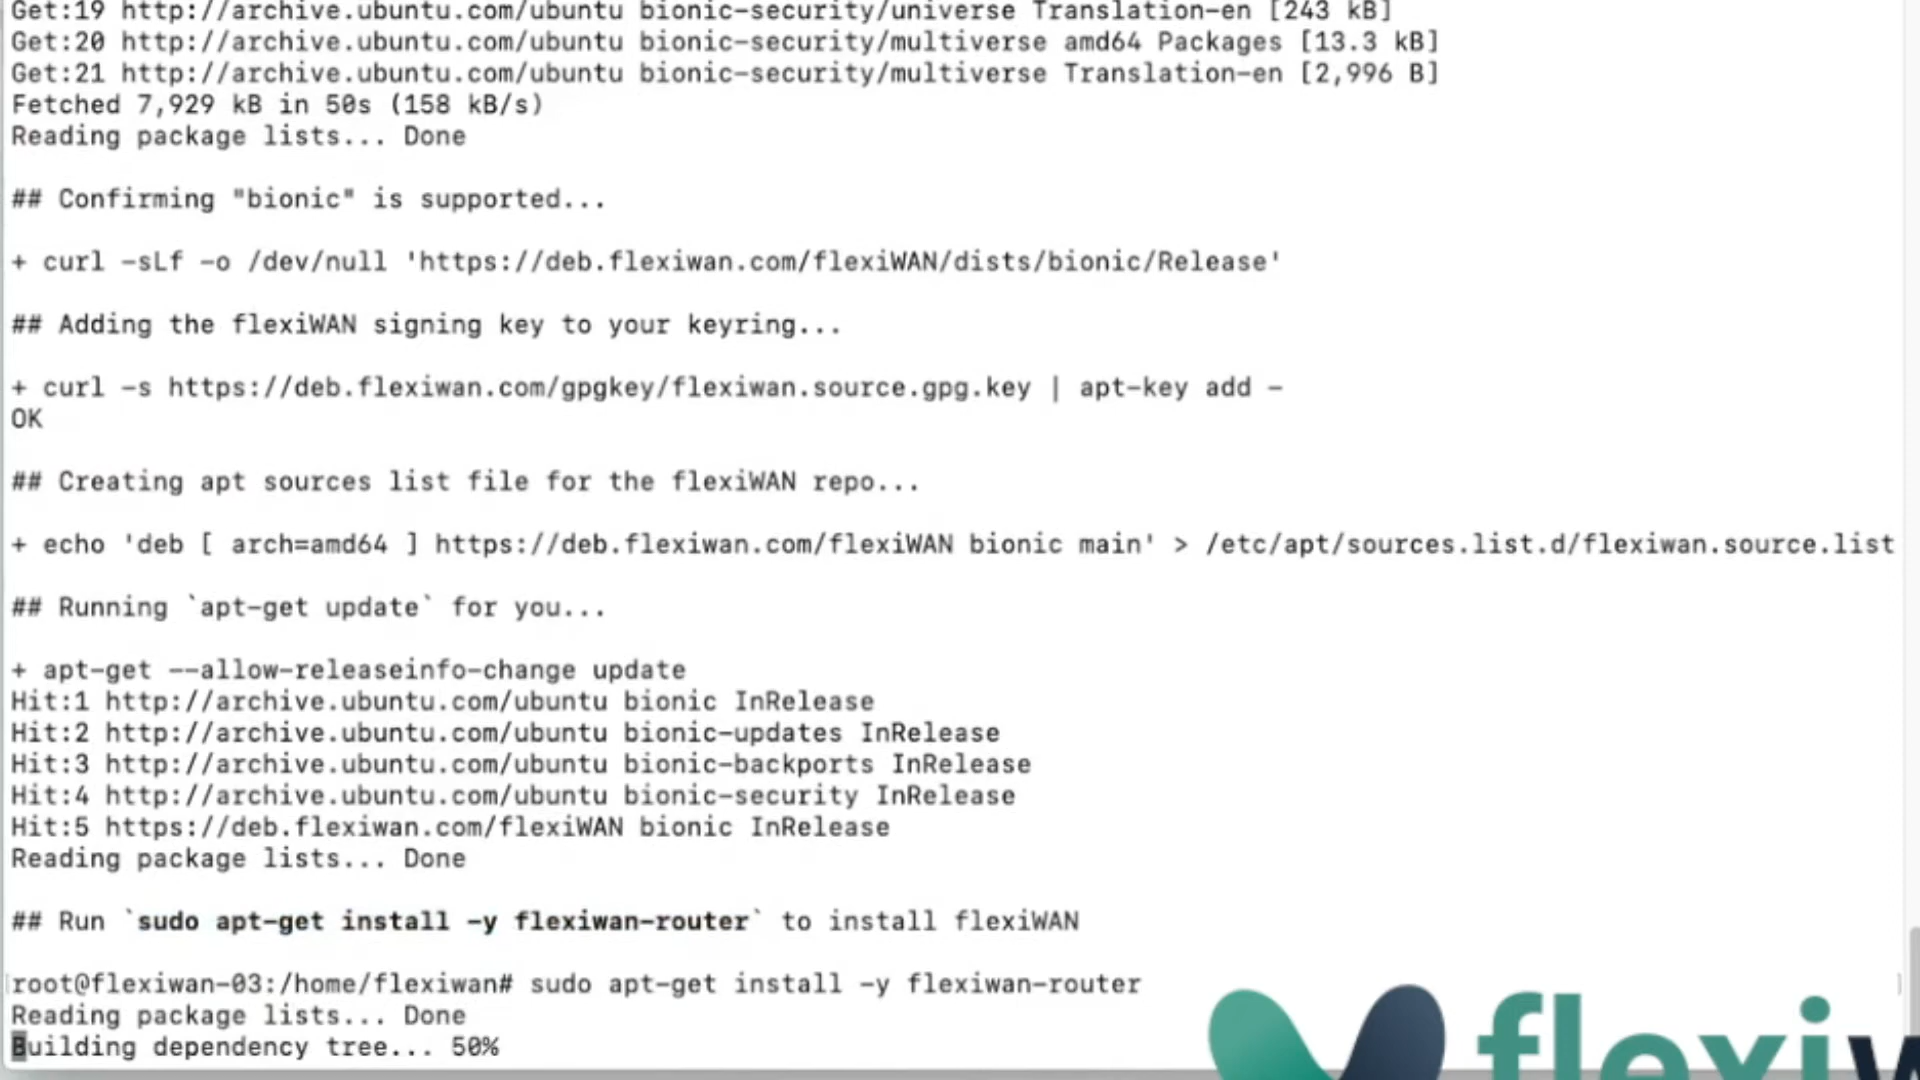 Get:19 http://archive.ubuntu.com/ubuntu bionic-security/universe Translation-en [243 kB]
Get:20 http://archive.ubuntu.com/ubuntu bionic-security/multiverse amd64 Packages [13.3 kB]
Get:21 http://archive.ubuntu.com/ubuntu bionic-security/multiverse Translation-en [2,996 B]
Fetched 7,929 kB in 50s (158 kB/s)
Reading package lists... Done
## Confirming "bionic" is supported...
+ curl -sLf -o /dev/null 'https://deb.flexiwan.com/flexiWAN/dists/bionic/Release'
## Adding the flexiWAN signing key to your keyring...
+ curl -s https://deb.flexiwan.com/gpgkey/flexiwan.source.gpg.key | apt-key add -
OK
## Creating apt sources list file for the flexiWAN repo...
+ echo 'deb [ arch=amd64 ] https://deb.flexiwan.com/flexiWAN bionic main' > /etc/apt/sources.list.d/flexiwan.source.list
## Running `apt-get update` for you...
+ apt-get --allow-releaseinfo-change update
Hit:1 http://archive.ubuntu.com/ubuntu bionic InRelease
Hit:2 http://archive.ubuntu.com/ubuntu bionic-updates InRelease
Hit:3 http://archive.ubuntu.com/ubuntu bionic-backports InRelease
Hit:4 http://archive.ubuntu.com/ubuntu bionic-security InRelease
Hit:5 https://deb.flexiwan.com/flexiWAN bionic InRelease
Reading package lists... Done
## Run `sudo apt-get install -y flexiwan-router` to install flexiWAN
root@flexiwan-03:/home/flexiwan# sudo apt-get install -y flexiwan-router
Reading package lists... Done
Building dependency tree... 50%
flexiw